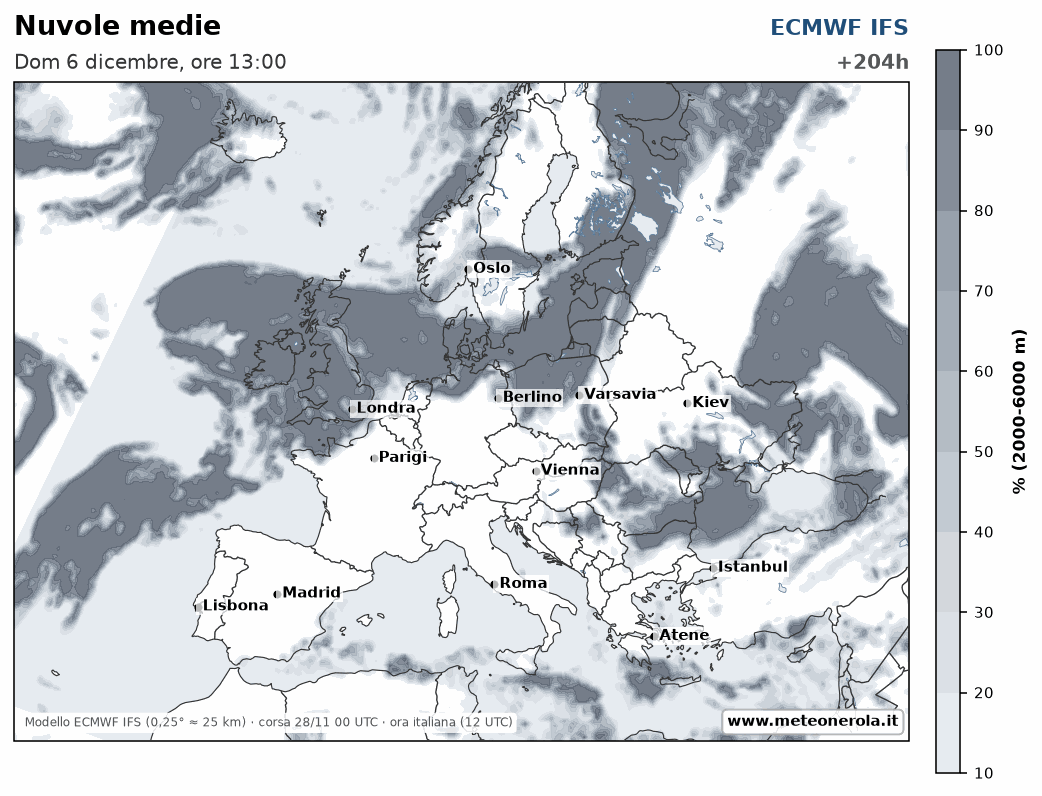 Nuvole medie
ECMWF IFS
Dom 6 dicembre, ore 13:00
+204h
100
90
80
70
60
50
40
30
20
10
% (2000-6000 m)
Oslo
Londra
Berlino
Varsavia
Kiev
Parigi
Vienna
Istanbul
Roma
Madrid
Lisbona
Atene
Modello ECMWF IFS (0,25° ≈ 25 km) · corsa 28/11 00 UTC · ora italiana (12 UTC)
www.meteonerola.it